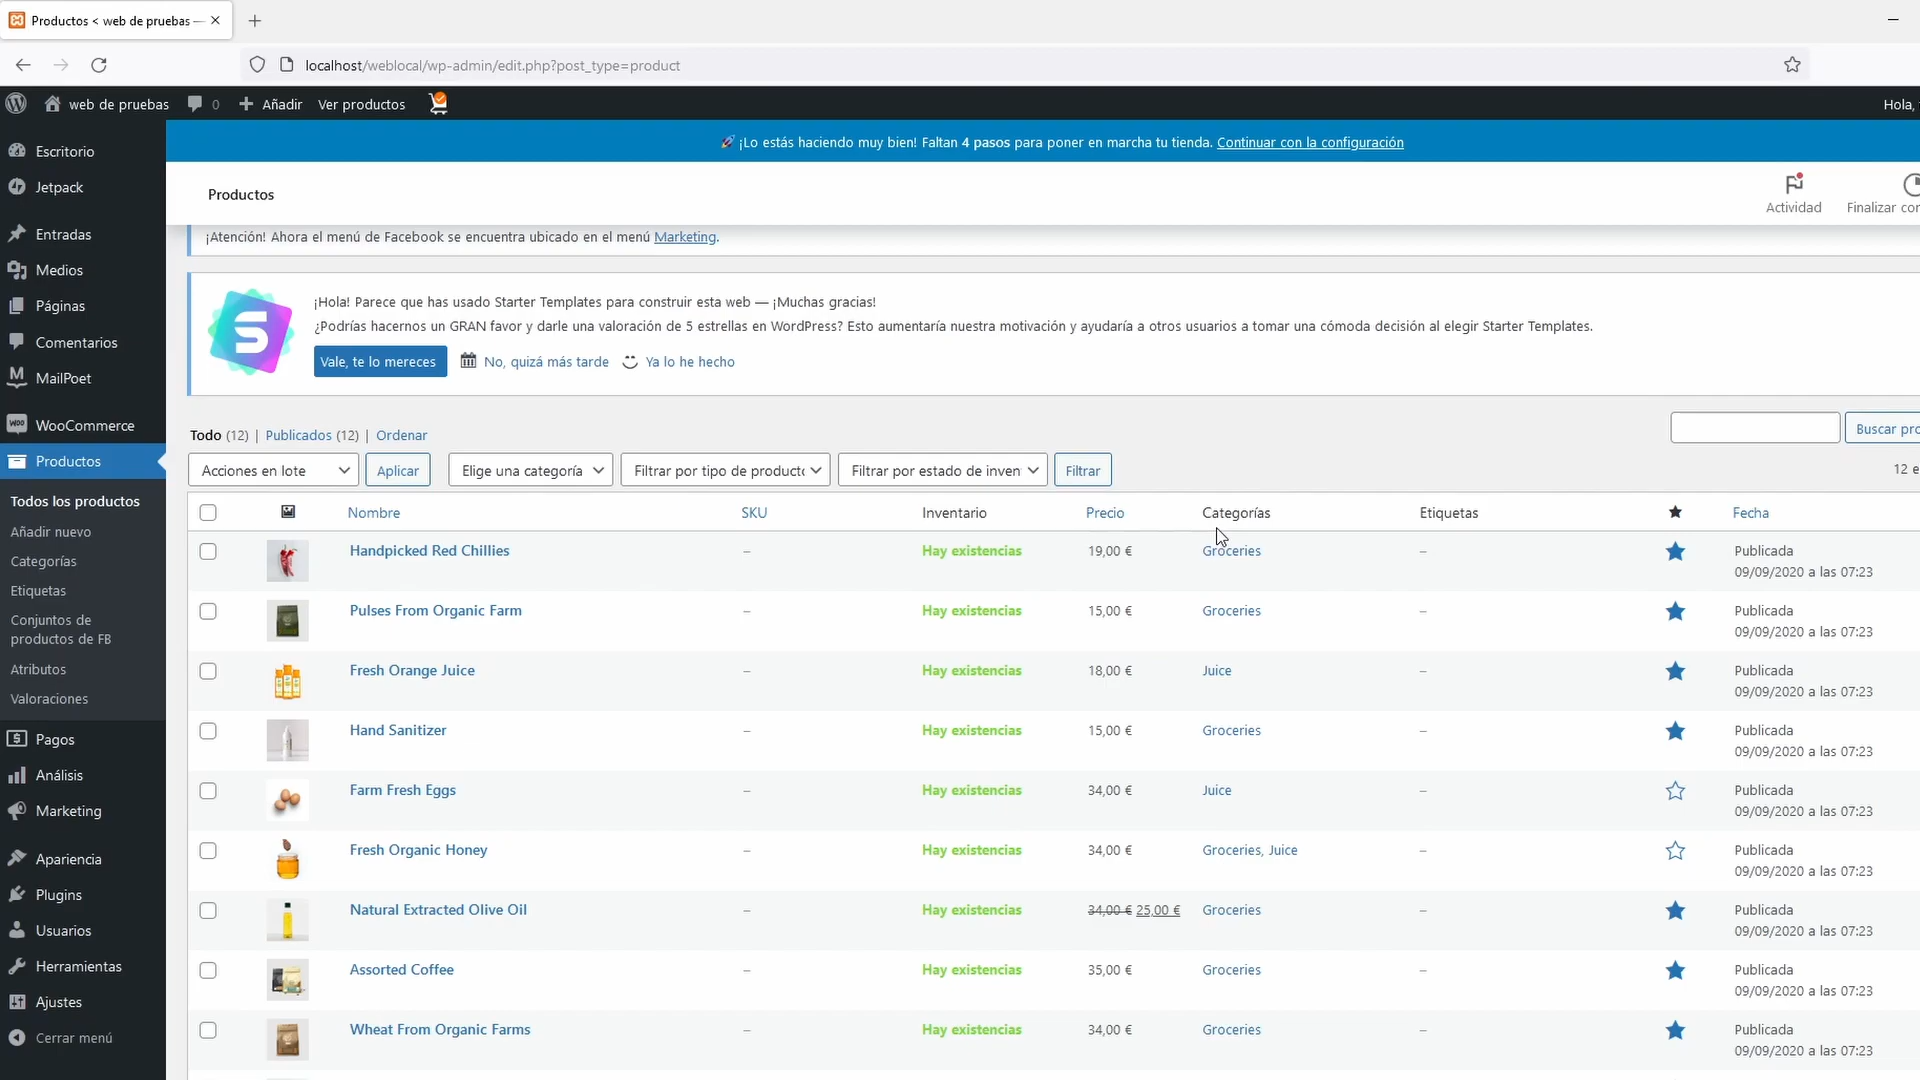 Productos < web de pruebas —
localhost/weblocal/wp-admin/edit.php?post_type=product
web de pruebas 0 Añadir Ver productos Hola,
Escritorio
Jetpack
Entradas
Medios
Páginas
Comentarios
MailPoet
WooCommerce
Productos
Todos los productos
Añadir nuevo
Categorías
Etiquetas
Conjuntos de
productos de FB
Atributos
Valoraciones
Pagos
Análisis
Marketing
Apariencia
Plugins
Usuarios
Herramientas
Ajustes
Cerrar menú
¡Lo estás haciendo muy bien! Faltan 4 pasos para poner en marcha tu tienda. Continuar con la configuración
Productos
Actividad
Finalizar
¡Atención! Ahora el menú de Facebook se encuentra ubicado en el menú Marketing.
¡Hola! Parece que has usado Starter Templates para construir esta web — ¡Muchas gracias!
¿Podrías hacernos un GRAN favor y darle una valoración de 5 estrellas en WordPress? Esto aumentaría nuestra motivación y ayudaría a otros usuarios a tomar una cómoda decisión al elegir Starter Templates.
Vale, te lo mereces No, quizá más tarde Ya lo he hecho
Todo (12) | Publicados (12) | Ordenar
Buscar
Acciones en lote Aplicar Elige una categoría Filtrar por tipo de producto Filtrar por estado de inven Filtrar
12
Nombre SKU Inventario Precio Categorías Etiquetas Fecha
Handpicked Red Chillies – Hay existencias 19,00 € Groceries – Publicada
09/09/2020 a las 07:23
Pulses From Organic Farm – Hay existencias 15,00 € Groceries – Publicada
09/09/2020 a las 07:23
Fresh Orange Juice – Hay existencias 18,00 € Juice – Publicada
09/09/2020 a las 07:23
Hand Sanitizer – Hay existencias 15,00 € Groceries – Publicada
09/09/2020 a las 07:23
Farm Fresh Eggs – Hay existencias 34,00 € Juice – Publicada
09/09/2020 a las 07:23
Fresh Organic Honey – Hay existencias 34,00 € Groceries, Juice – Publicada
09/09/2020 a las 07:23
Natural Extracted Olive Oil – Hay existencias 34,00 € 25,00 € Groceries – Publicada
09/09/2020 a las 07:23
Assorted Coffee – Hay existencias 35,00 € Groceries – Publicada
09/09/2020 a las 07:23
Wheat From Organic Farms – Hay existencias 34,00 € Groceries – Publicada
09/09/2020 a las 07:23